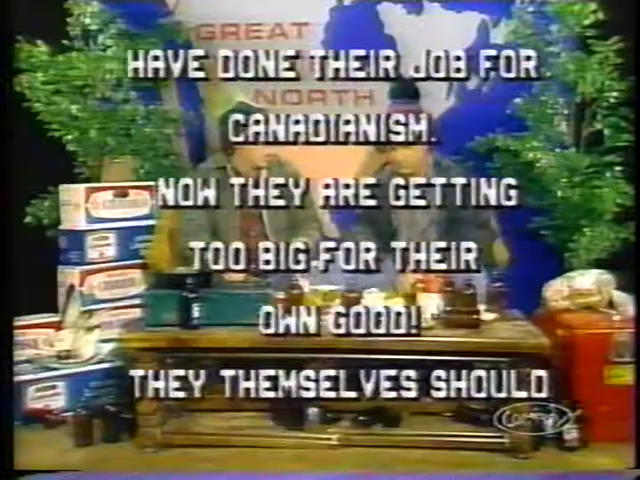 GREAT
HAVE DONE THEIR JOB FOR
NORTH
CANADIANISM.
NOW THEY ARE GETTING
TOO BIG FOR THEIR
OWN GOOD!
THEY THEMSELVES SHOULD